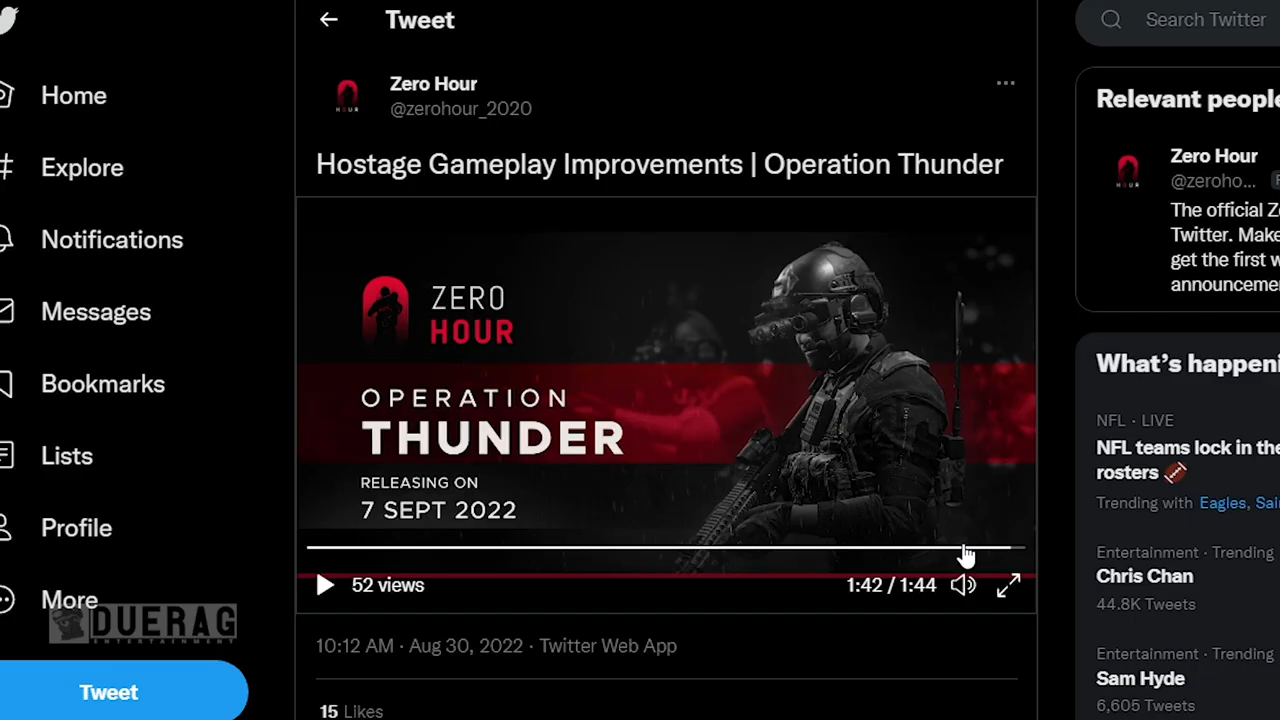 Tweet
Search Twitter
Home
Explore
Notifications
Messages
Bookmarks
Lists
Profile
More
Tweet
Zero Hour
@zerohour_2020
Hostage Gameplay Improvements | Operation Thunder
ZERO
HOUR
OPERATION
THUNDER
RELEASING ON
7 SEPT 2022
52 views
1:42 / 1:44
10:12 AM · Aug 30, 2022 · Twitter Web App
15 Likes
Relevant people
Zero Hour
@zeroho...
The official Z
Twitter. Make
get the first w
announcemen
What's happeni
NFL · LIVE
NFL teams lock in the
rosters
Trending with Eagles, Sai
Entertainment · Trending
Chris Chan
44.8K Tweets
Entertainment · Trending
Sam Hyde
6,605 Tweets
DUERAG
ENTERTAINMENT